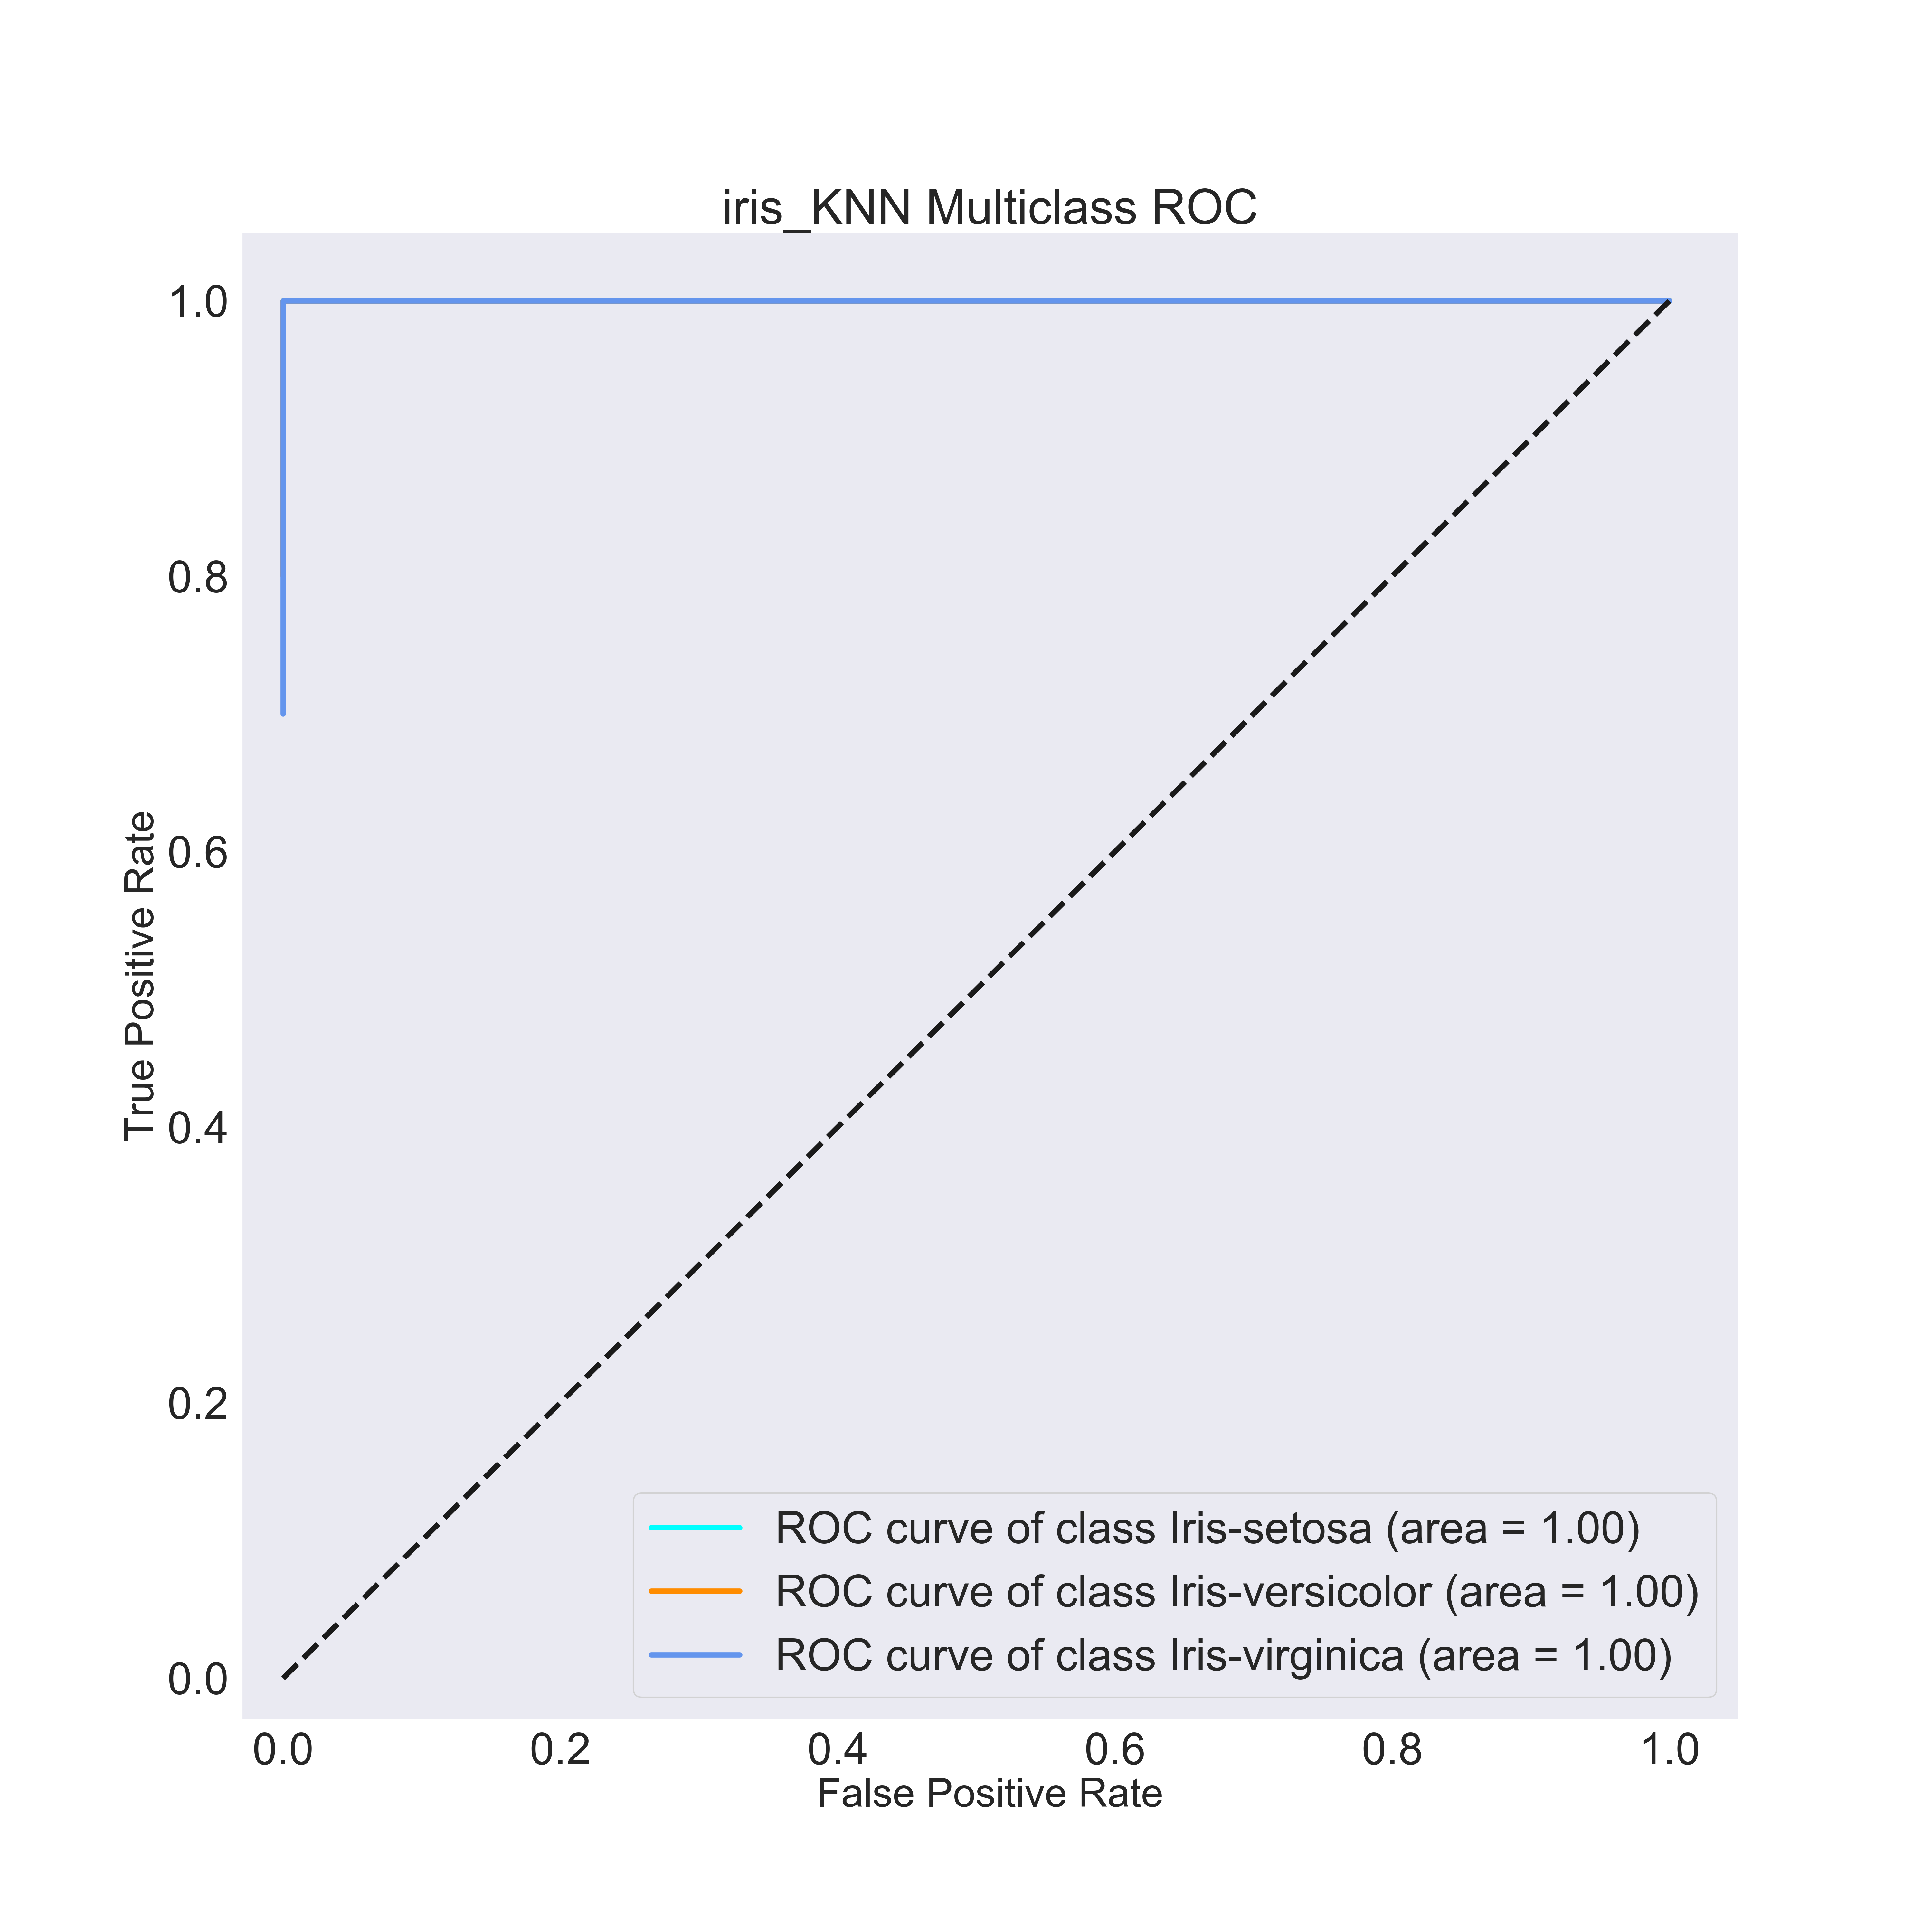 iris_KNN Multiclass ROC
1.0
0.8
0.6
0.4
0.2
0.0
True Positive Rate
ROC curve of class Iris-setosa (area = 1.00)
ROC curve of class Iris-versicolor (area = 1.00)
ROC curve of class Iris-virginica (area = 1.00)
0.0 0.2 0.4 0.6 0.8 1.0
False Positive Rate